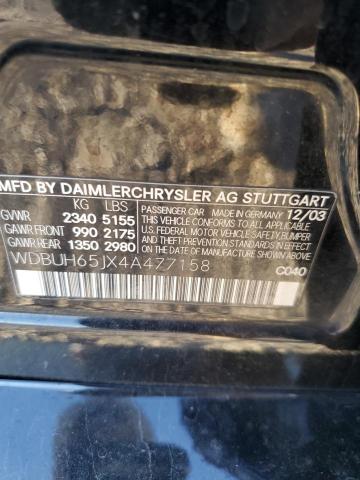 MFD BY DAIMLERCHRYSLER AG STUTTGART
KG LBS
GVWR 2340 5155
GAWR FRONT 990 2175
GAWR REAR 1350 2980
MADE IN GERMANY 12/03
THIS VEHICLE CONFORMS TO ALL APPLICABLE
U.S. FEDERAL MOTOR VEHICLE SAFETY, BUMPER
AND THEFT PREVENTION STANDARDS IN EFFECT ON THE
DATE OF MANUFACTURE SHOWN ABOVE.
WDBUH65JX4A477158
C040